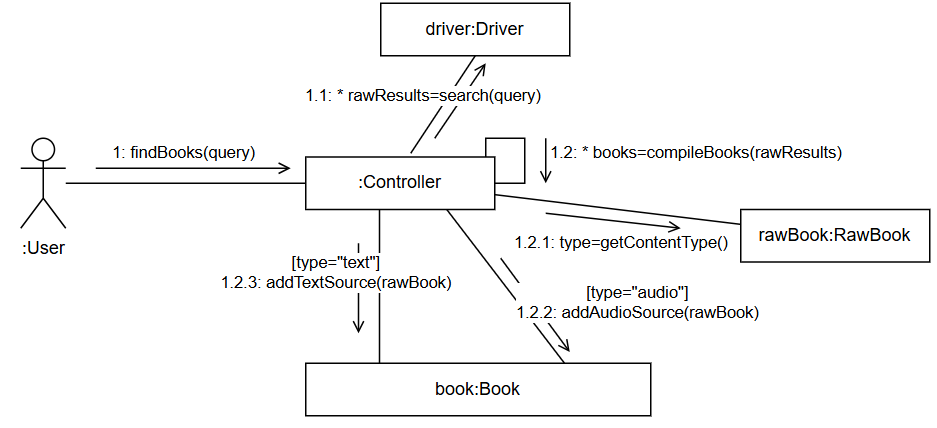 driver:Driver
1.1: * rawResults=search(query)
1: findBooks(query)
1.2: * books=compileBooks(rawResults)
:Controller
:User
rawBook:RawBook
1.2.1: type=getContentType()
[type="text"]
1.2.3: addTextSource(rawBook)
[type="audio"]
1.2.2: addAudioSource(rawBook)
book:Book